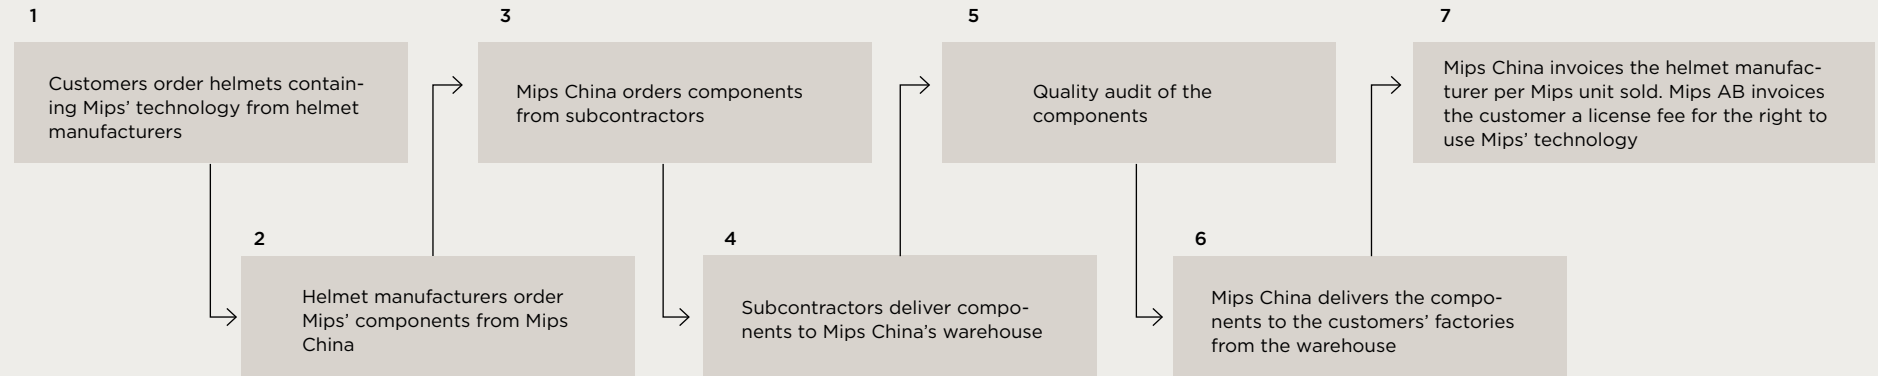 1
Customers order helmets contain-
ing Mips’ technology from helmet
manufacturers
2
Helmet manufacturers order
Mips’ components from Mips
China
3
Mips China orders components
from subcontractors
4
Subcontractors deliver compo-
nents to Mips China’s warehouse
5
Quality audit of the
components
6
Mips China delivers the compo-
nents to the customers’ factories
from the warehouse
7
Mips China invoices the helmet manufac-
turer per Mips unit sold. Mips AB invoices
the customer a license fee for the right to
use Mips’ technology